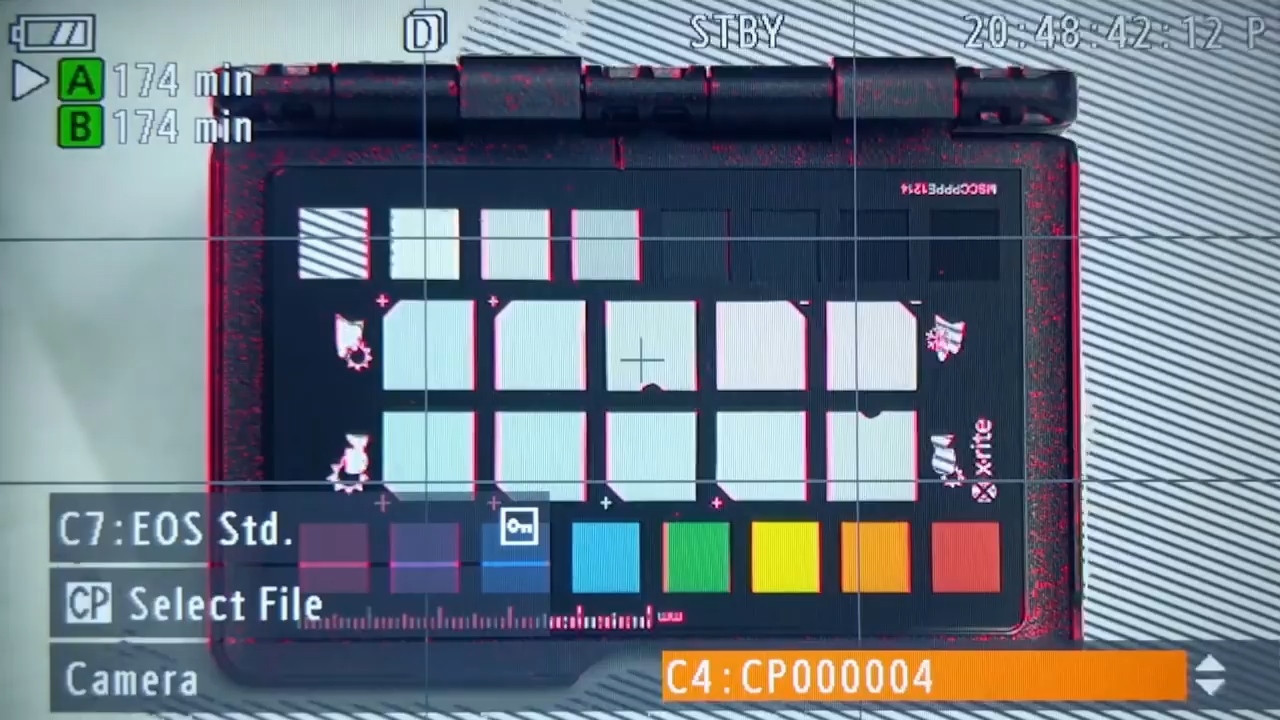 D STBY 20:48:42:12 P
A 174 min
B 174 min
MSCCPPPE1214
x-rite
C7:EOS Std.
CP Select File
Camera C4:CP000004